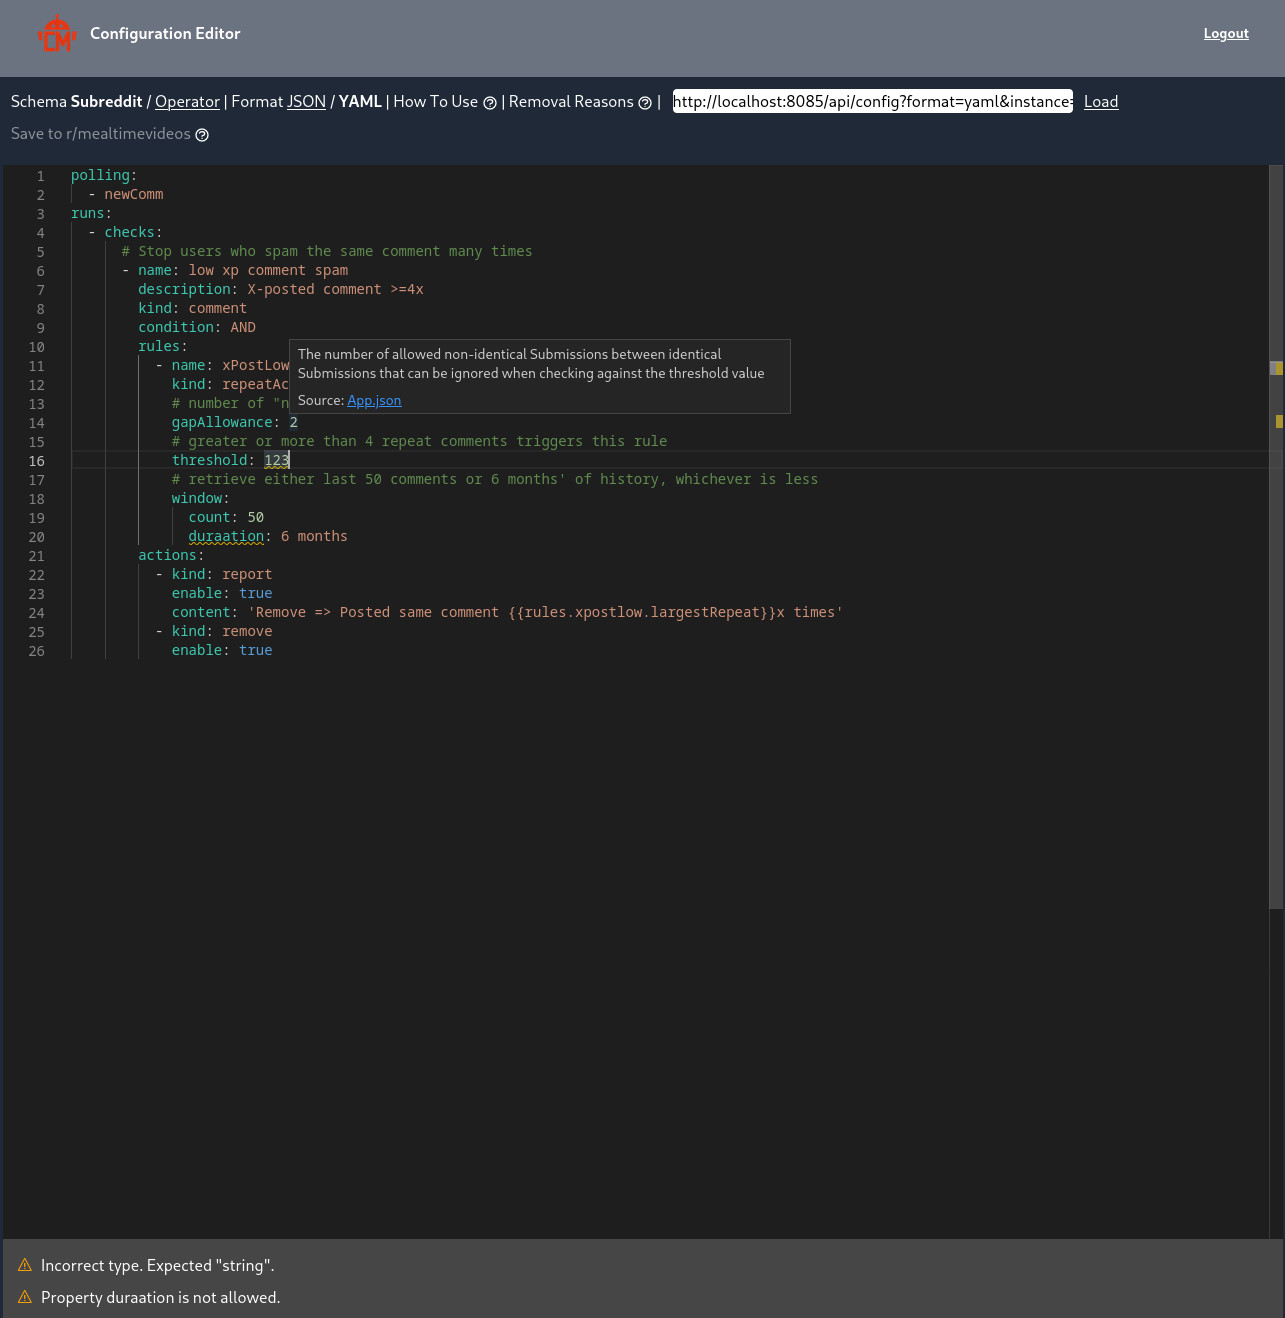 CM
Configuration Editor
Logout
Schema Subreddit / Operator | Format JSON / YAML | How To Use ? | Removal Reasons ? | http://localhost:8085/api/config?format=yaml&instance= Load
Save to r/mealtimevideos ?
1 polling:
2 - newComm
3 runs:
4 - checks:
5 # Stop users who spam the same comment many times
6 - name: low xp comment spam
7 description: X-posted comment >=4x
8 kind: comment
9 condition: AND
10 rules:
The number of allowed non-identical Submissions between identical
Submissions that can be ignored when checking against the threshold value
Source: App.json
11 - name: xPostLow
12 kind: repeatAc
13 # number of "n
14 gapAllowance: 2
15 # greater or more than 4 repeat comments triggers this rule
16 threshold: 123
17 # retrieve either last 50 comments or 6 months' of history, whichever is less
18 window:
19 count: 50
20 duraation: 6 months
21 actions:
22 - kind: report
23 enable: true
24 content: 'Remove => Posted same comment {{rules.xpostlow.largestRepeat}}x times'
25 - kind: remove
26 enable: true
Incorrect type. Expected "string".
Property duraation is not allowed.